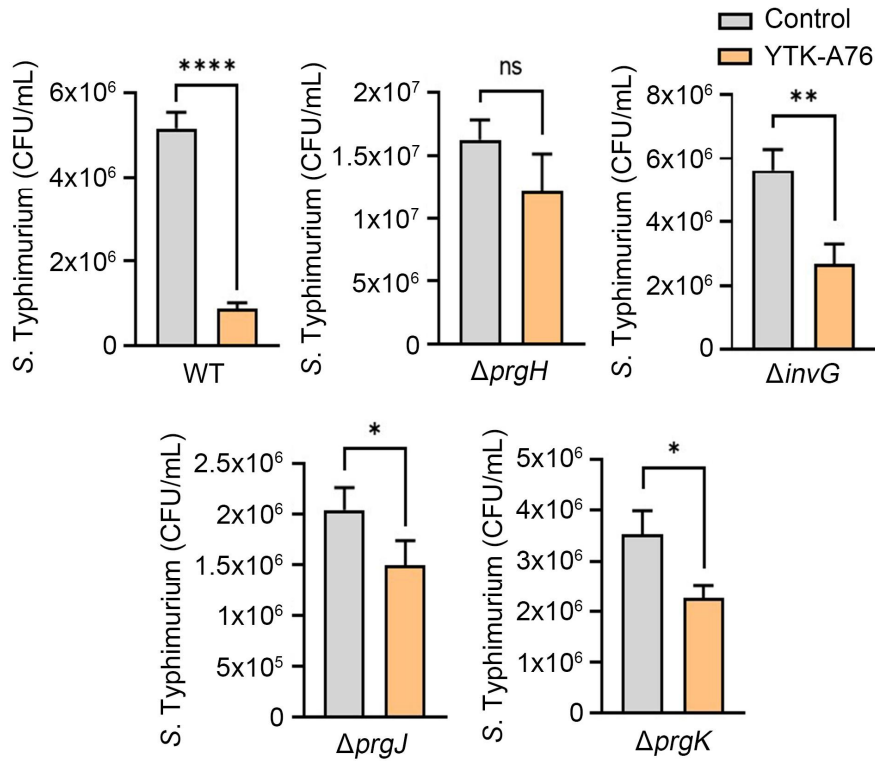 Control
YTK-A76
S. Typhimurium (CFU/mL)
6x10⁶
4x10⁶
2x10⁶
0
****
WT
S. Typhimurium (CFU/mL)
2x10⁷
1.5x10⁷
1x10⁷
5x10⁶
0
ns
ΔprgH
S. Typhimurium (CFU/mL)
8x10⁶
6x10⁶
4x10⁶
2x10⁶
0
**
ΔinvG
S. Typhimurium (CFU/mL)
2.5x10⁶
2x10⁶
1.5x10⁶
1x10⁶
5x10⁵
0
*
ΔprgJ
S. Typhimurium (CFU/mL)
5x10⁶
4x10⁶
3x10⁶
2x10⁶
1x10⁶
0
*
ΔprgK